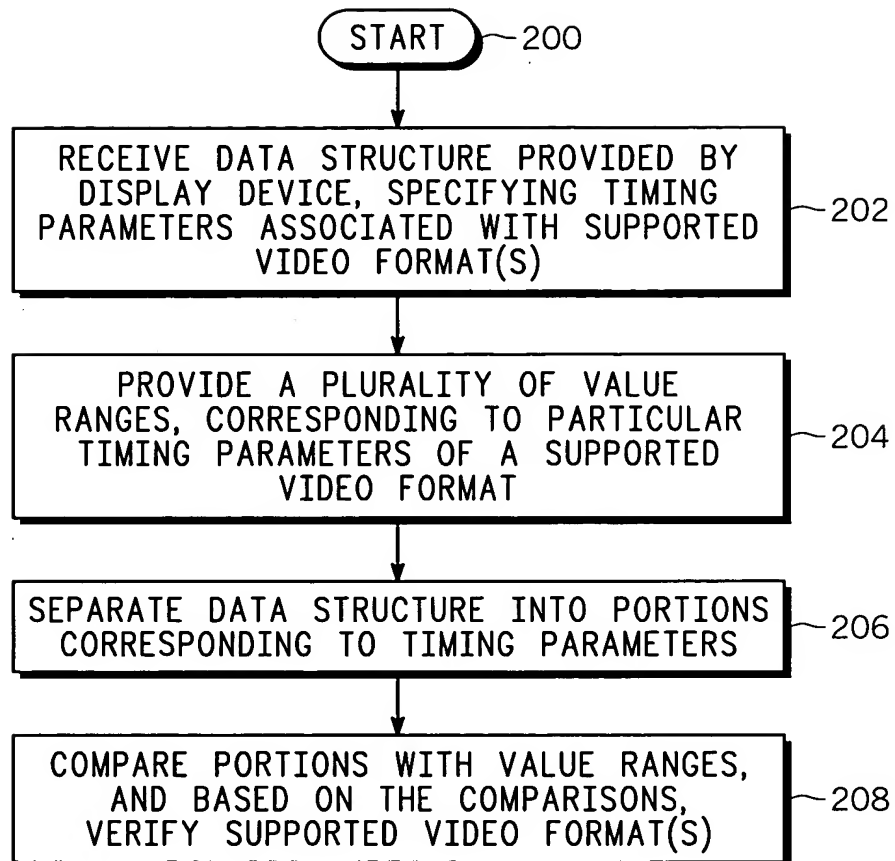 START 200
RECEIVE DATA STRUCTURE PROVIDED BY
DISPLAY DEVICE, SPECIFYING TIMING
PARAMETERS ASSOCIATED WITH SUPPORTED
VIDEO FORMAT(S)
202
PROVIDE A PLURALITY OF VALUE
RANGES, CORRESPONDING TO PARTICULAR
TIMING PARAMETERS OF A SUPPORTED
VIDEO FORMAT
204
SEPARATE DATA STRUCTURE INTO PORTIONS
CORRESPONDING TO TIMING PARAMETERS
206
COMPARE PORTIONS WITH VALUE RANGES,
AND BASED ON THE COMPARISONS,
VERIFY SUPPORTED VIDEO FORMAT(S)
208